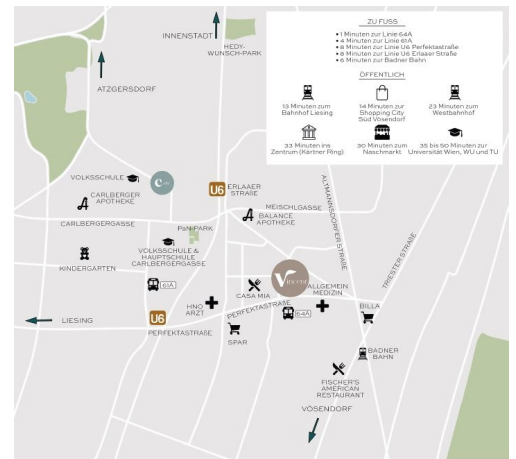 ZU FUSS
• 1 Minuten zur Linie 64A
• 4 Minuten zur Linie 61A
• 8 Minuten zur Linie U6 Perfektastraße
• 8 Minuten zur Linie U6 Erlaaer Straße
• 6 Minuten zur Badner Bahn
ÖFFENTLICH
13 Minuten zum
Bahnhof Liesing
14 Minuten zur
Shopping City
Süd Vösendorf
23 Minuten zum
Westbahnhof
33 Minuten ins
Zentrum (Kärtner Ring)
30 Minuten zum
Naschmarkt
35 bis 50 Minuten zur
Universität Wien, WU und TU
INNENSTADT
HEDY-
WUNSCH-PARK
ATZGERSDORF
VOLKSSCHULE
CARLBERGER
APOTHEKE
U6
ERLAAER
STRAßE
MEISCHLGASSE
BALANCE
APOTHEKE
ALTMANNSDORFER STRAßE
TRIESTER STRAßE
CARLBERGERGASSE
VOLKSSCHULE &
HAUPTSCHULE
CARLBERGERGASSE
KINDERGARTEN
61A
HNO
ARZT
CASA MIA
Vincent
ALLGEMEIN
MEDIZIN
64A
BILLA
LIESING
U6
PERFEKTASTRAßE
PERFEKTASTRAßE
SPAR
BADNER
BAHN
FISCHER'S
AMERICAN
RESTAURANT
VÖSENDORF